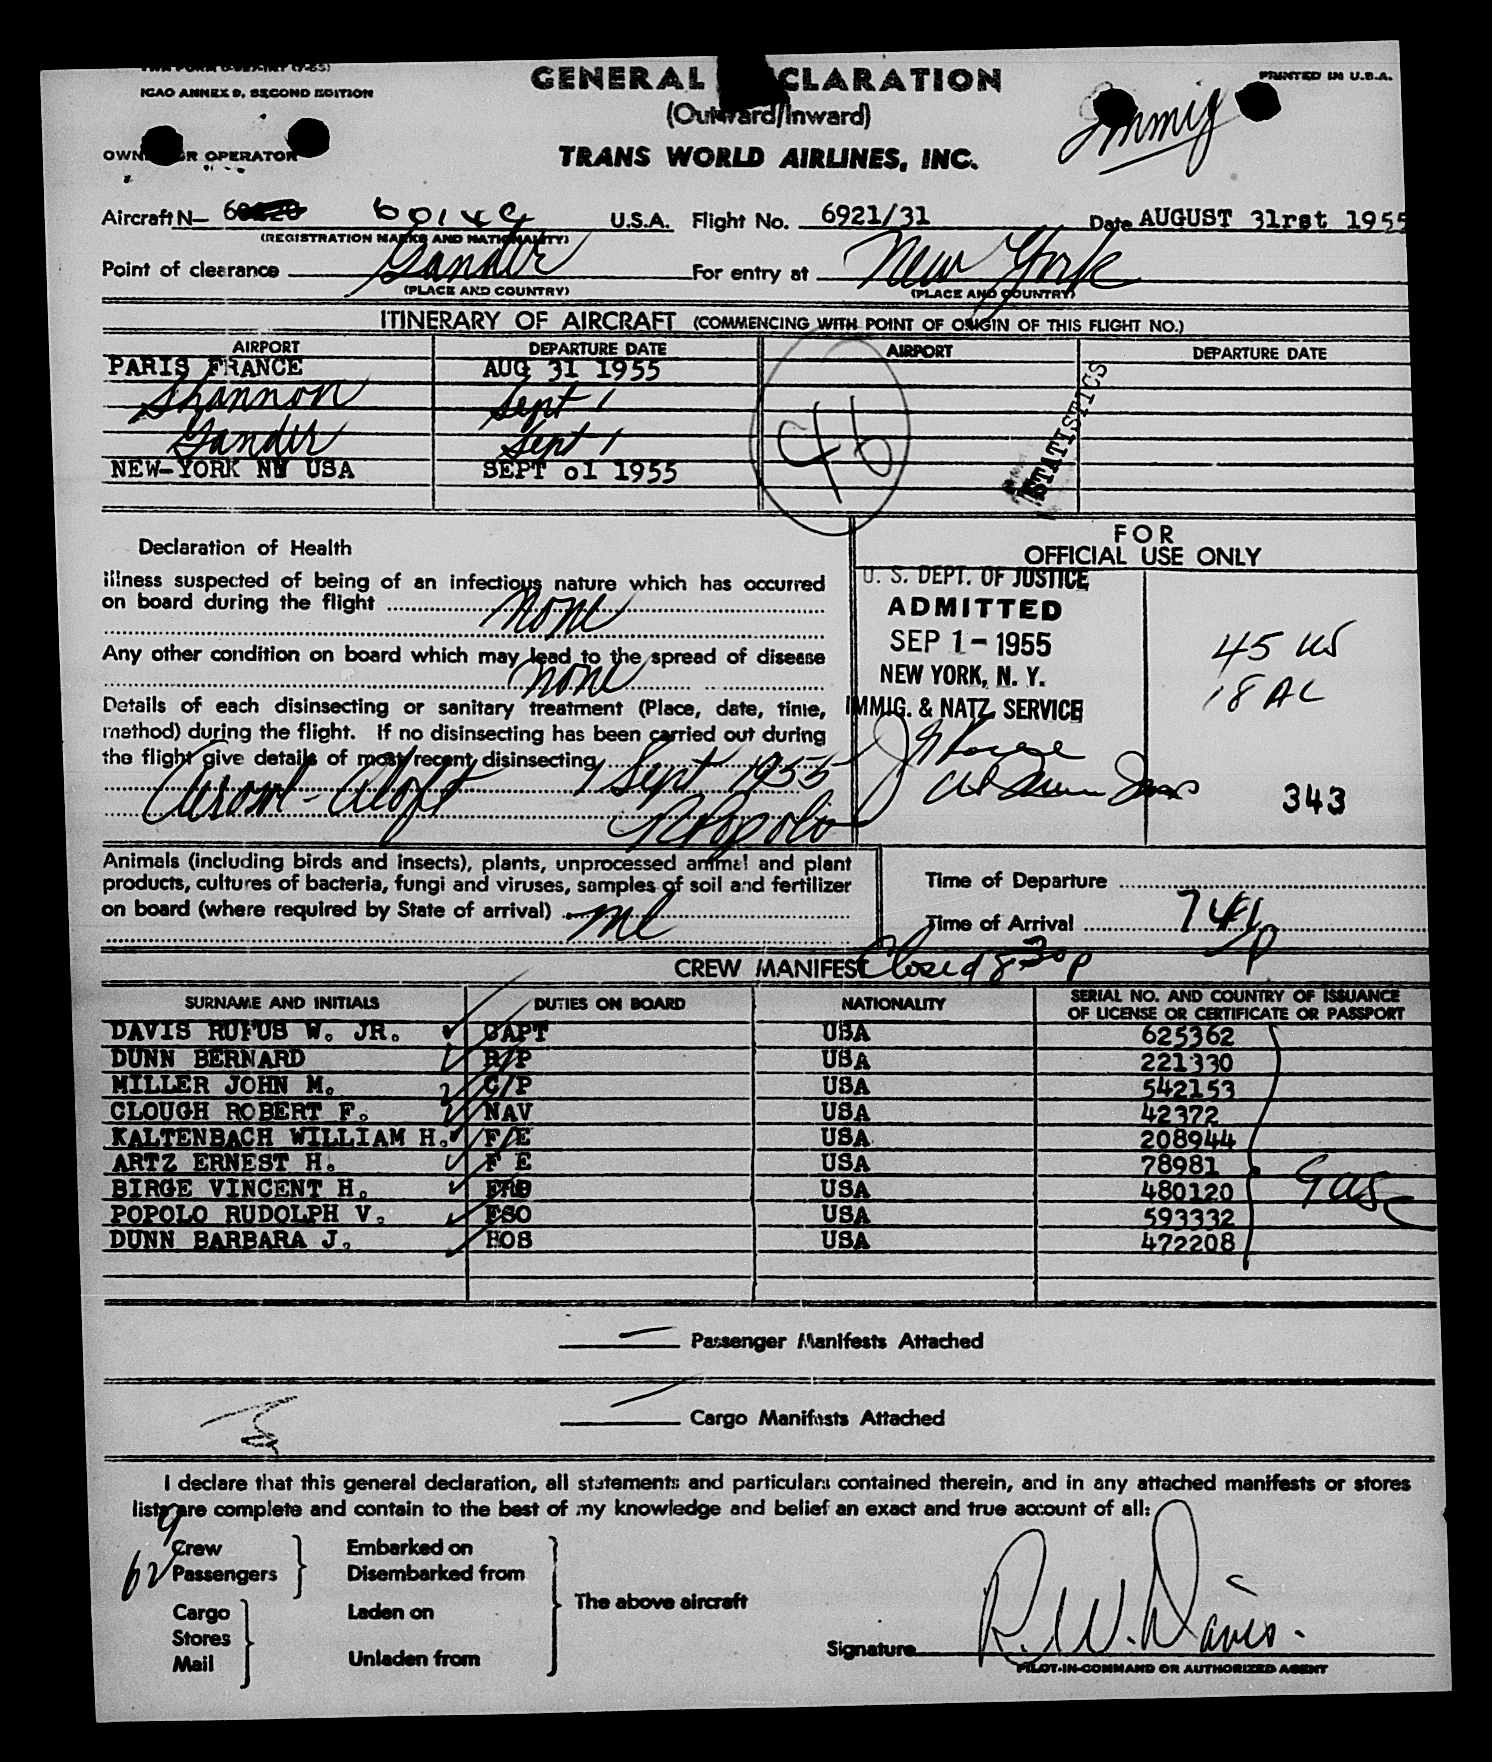 ICAO ANNEX 9, SECOND EDITION
GENERAL DECLARATION
PRINTED IN U.S.A.
(Outward/Inward)
Immig
OWNER OR OPERATOR
TRANS WORLD AIRLINES, INC.
Aircraft N— U.S.A. Flight No. 6921/31 Date AUGUST 31rst 1955
(REGISTRATION MARKS AND NATIONALITY)
Point of clearance Gander For entry at New York
(PLACE AND COUNTRY) (PLACE AND COUNTRY)
ITINERARY OF AIRCRAFT (COMMENCING WITH POINT OF ORIGIN OF THIS FLIGHT NO.)
AIRPORT DEPARTURE DATE AIRPORT DEPARTURE DATE
PARIS FRANCE AUG 31 1955
Shannon Sept 1
Gander Sept 1
NEW-YORK NY USA SEPT 01 1955
STATISTICS
FOR
OFFICIAL USE ONLY
Declaration of Health
illness suspected of being of an infectious nature which has occurred
on board during the flight none
Any other condition on board which may lead to the spread of disease
none
Details of each disinsecting or sanitary treatment (Place, date, time,
method) during the flight. If no disinsecting has been carried out during
the flight give details of most recent disinsecting
Aerosol - Aloft 1 Sept 1955
R Popolo
U. S. DEPT. OF JUSTICE
ADMITTED
SEP 1 - 1955
NEW YORK, N. Y.
IMMIG. & NATZ. SERVICE
45 US
18 AL
343
Animals (including birds and insects), plants, unprocessed animal and plant
products, cultures of bacteria, fungi and viruses, samples of soil and fertilizer
on board (where required by State of arrival) nil
Time of Departure
Time of Arrival 741p
Closed 8:30p
CREW MANIFEST
SURNAME AND INITIALS DUTIES ON BOARD NATIONALITY SERIAL NO. AND COUNTRY OF ISSUANCE
OF LICENSE OR CERTIFICATE OR PASSPORT
DAVIS RUFUS W. JR. CAPT USA 625362
DUNN BERNARD R/P USA 221330
MILLER JOHN M. C/P USA 542153
CLOUGH ROBERT F. NAV USA 42372
KALTENBACH WILLIAM H. F/E USA 208944
ARTZ ERNEST H. F E USA 78981
BIRGE VINCENT H. USA 480120
POPOLO RUDOLPH V. FSO USA 593332
DUNN BARBARA J. HOS USA 472208
Passenger Manifests Attached
Cargo Manifests Attached
I declare that this general declaration, all statements and particulars contained therein, and in any attached manifests or stores
lists are complete and contain to the best of my knowledge and belief an exact and true account of all:
9 Crew Embarked on
62 Passengers Disembarked from
The above aircraft
Cargo Laden on
Stores
Mail Unladen from
Signature R. W. Davis.
PILOT-IN-COMMAND OR AUTHORIZED AGENT